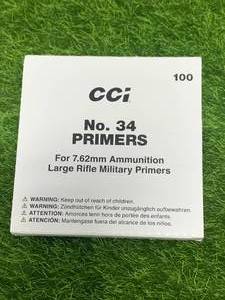 100
CCI
No. 34
PRIMERS
For 7.62mm Ammunition
Large Rifle Military Primers
⚠ WARNING: Keep out of reach of children.
⚠ WARNUNG: Zündhütchen für Kinder unzugänglich aufbewahren.
⚠ ATTENTION: Amorces tenir hors de portée des enfants.
⚠ ATENCIÓN: Mantengase fuera del alcance de los niños.